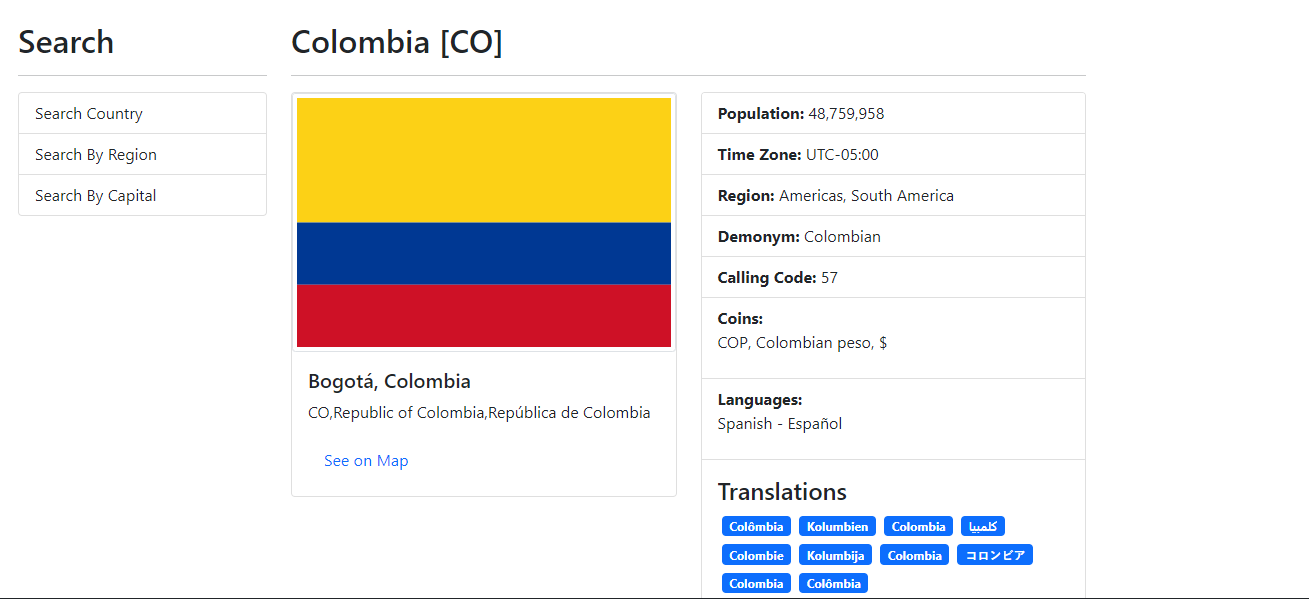 Search
Search Country
Search By Region
Search By Capital
Colombia [CO]
Bogotá, Colombia
CO,Republic of Colombia,República de Colombia
See on Map
Population: 48,759,958
Time Zone: UTC-05:00
Region: Americas, South America
Demonym: Colombian
Calling Code: 57
Coins:
COP, Colombian peso, $
Languages:
Spanish - Español
Translations
Colômbia Kolumbien Colombia کلمبیا
Colombie Kolumbija Colombia コロンビア
Colombia Colômbia